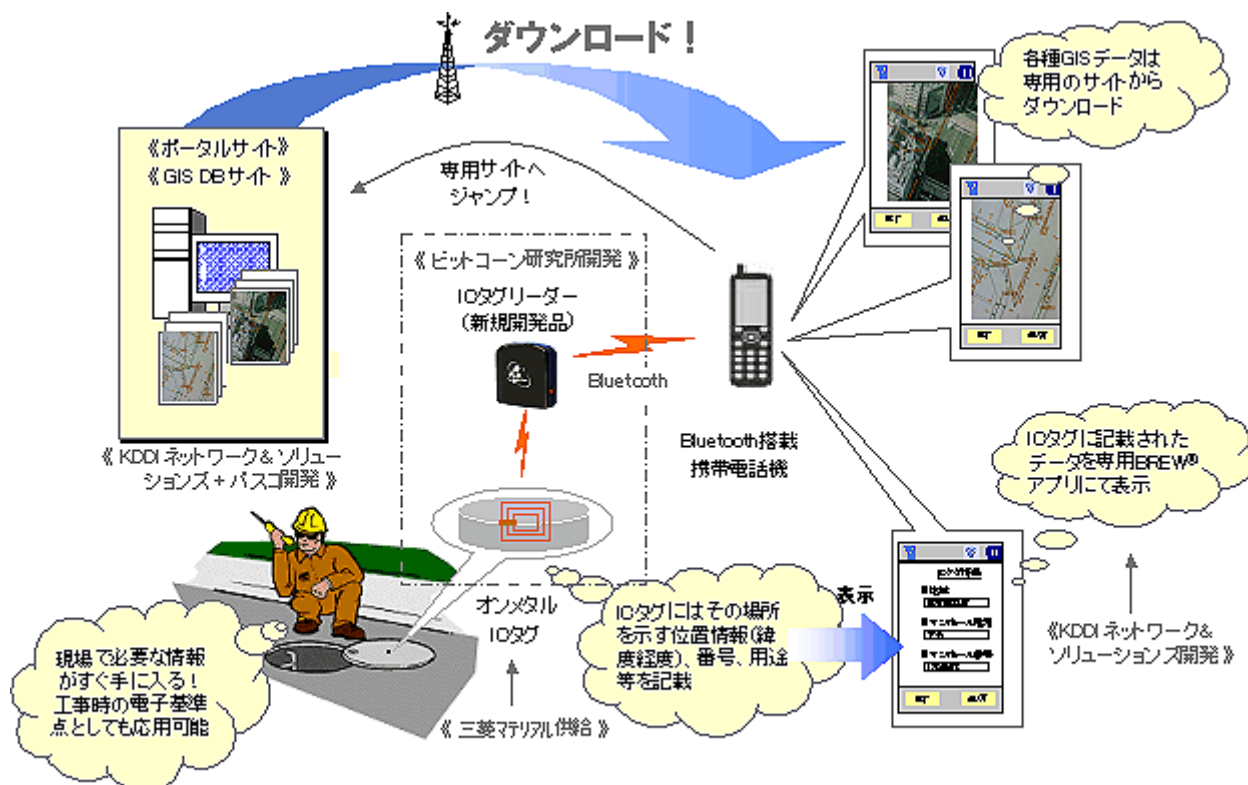 ダウンロード！
各種GISデータは
専用のサイトから
ダウンロード
《ポータルサイト》
《GIS DBサイト》
専用サイトへ
ジャンプ！
《ビットコーン研究所開発》
ICタグリーダー
（新規開発品）
Bluetooth
Bluetooth搭載
携帯電話機
《KDDIネットワーク&ソリュー
ションズ+パスコ開発》
ICタグに記載された
データを専用BREW®
アプリにて表示
オンメタル
ICタグ
《三菱マテリアル供給》
ICタグにはその場所
を示す位置情報(緯
度経度)、番号、用途
等を記載
表示
《KDDIネットワーク&
ソリューションズ開発》
現場で必要な情報
がすぐ手に入る！
工事時の電子基準
点としても応用可能